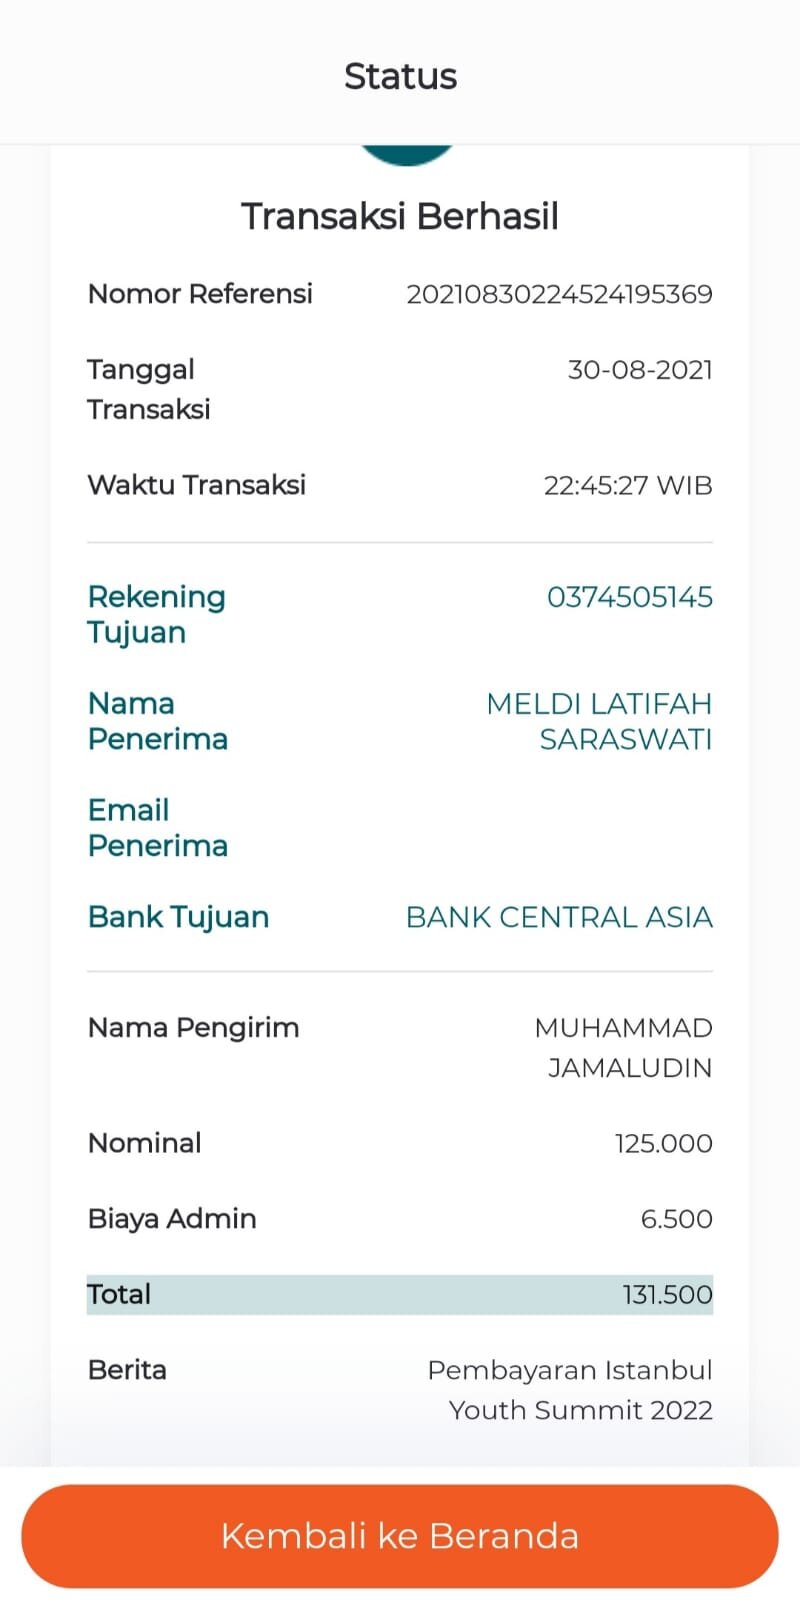 Status
Transaksi Berhasil
Nomor Referensi 20210830224524195369
Tanggal 30-08-2021
Transaksi
Waktu Transaksi 22:45:27 WIB
Rekening 0374505145
Tujuan
Nama MELDI LATIFAH
Penerima SARASWATI
Email
Penerima
Bank Tujuan BANK CENTRAL ASIA
Nama Pengirim MUHAMMAD
JAMALUDIN
Nominal 125.000
Biaya Admin 6.500
Total 131.500
Berita Pembayaran Istanbul
Youth Summit 2022
Kembali ke Beranda